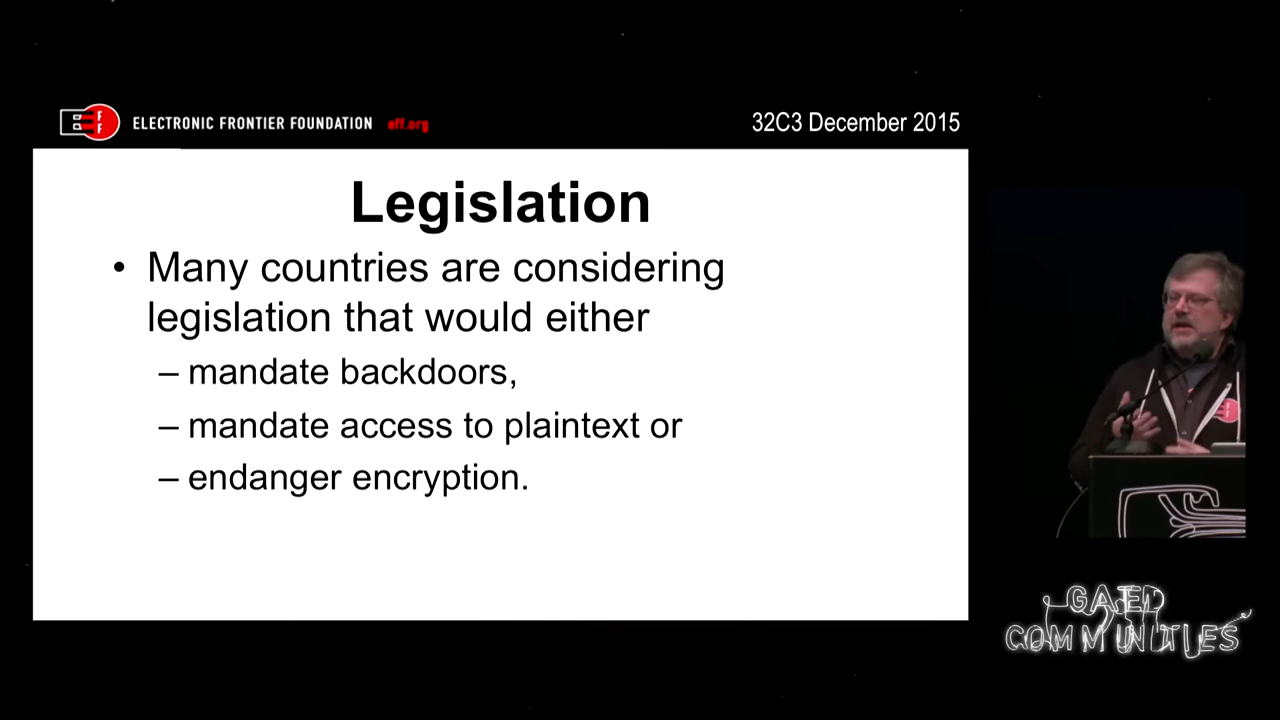 ELECTRONIC FRONTIER FOUNDATION eff.org
32C3 December 2015
Legislation
• Many countries are considering
legislation that would either
– mandate backdoors,
– mandate access to plaintext or
– endanger encryption.
GATED
COMMUNITIES